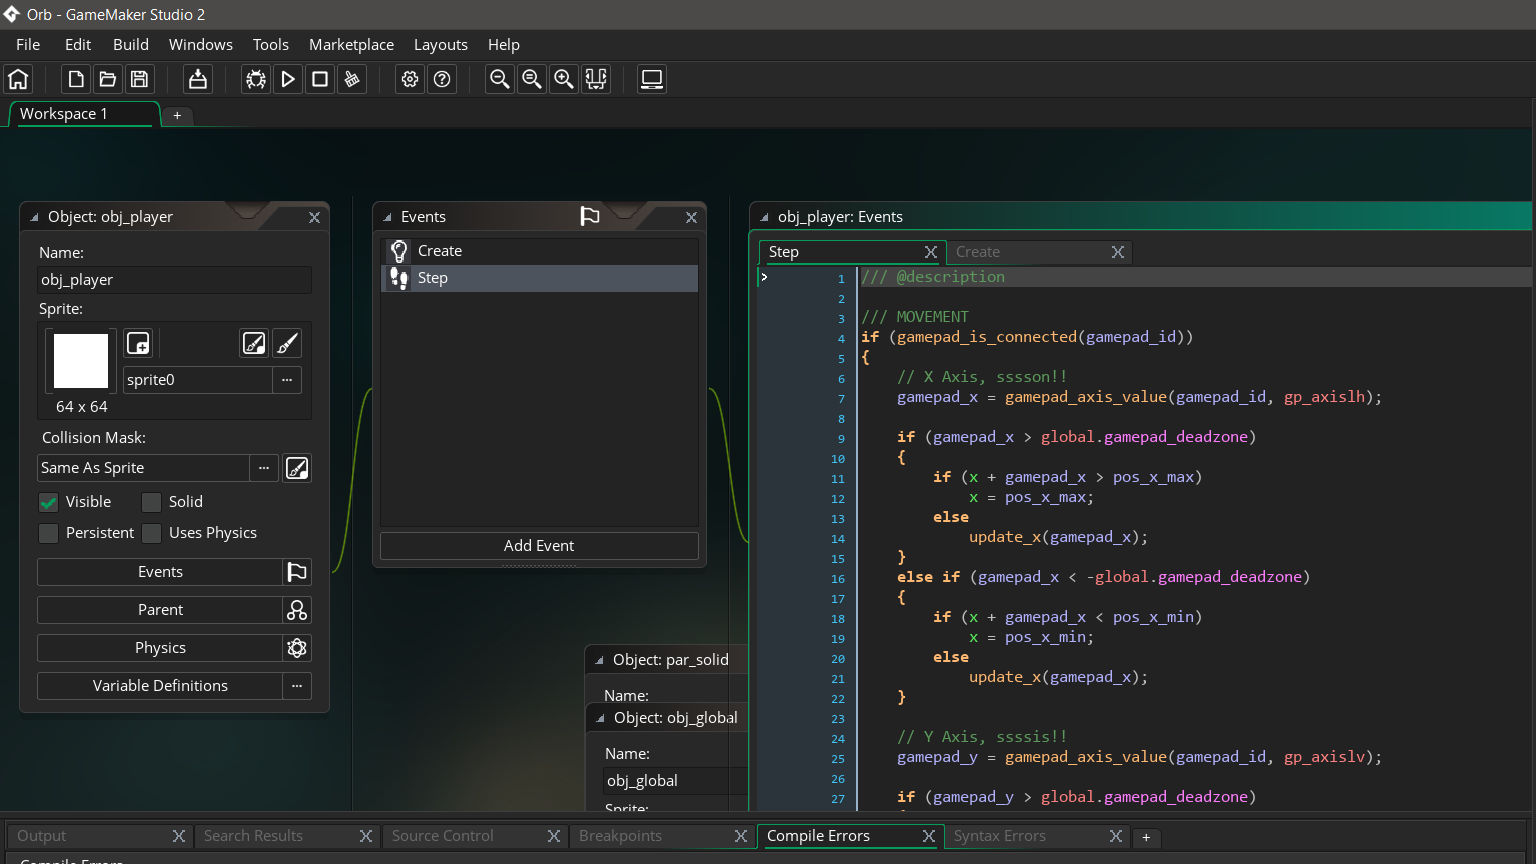 Orb - GameMaker Studio 2
File Edit Build Windows Tools Marketplace Layouts Help
Workspace 1 +
Object: obj_player
Name:
obj_player
Sprite:
sprite0 ...
64 x 64
Collision Mask:
Same As Sprite ...
Visible Solid
Persistent Uses Physics
Events
Parent
Physics
Variable Definitions ...
Events
Create
Step
Add Event
Object: par_solid
Name:
Object: obj_global
Name:
obj_global
Sprite:
obj_player: Events
Step Create
1 /// @description
2
3 /// MOVEMENT
4 if (gamepad_is_connected(gamepad_id))
5 {
6 // X Axis, sssson!!
7 gamepad_x = gamepad_axis_value(gamepad_id, gp_axislh);
8
9 if (gamepad_x > global.gamepad_deadzone)
10 {
11 if (x + gamepad_x > pos_x_max)
12 x = pos_x_max;
13 else
14 update_x(gamepad_x);
15 }
16 else if (gamepad_x < -global.gamepad_deadzone)
17 {
18 if (x + gamepad_x < pos_x_min)
19 x = pos_x_min;
20 else
21 update_x(gamepad_x);
22 }
23
24 // Y Axis, ssssis!!
25 gamepad_y = gamepad_axis_value(gamepad_id, gp_axislv);
26
27 if (gamepad_y > global.gamepad_deadzone)
Output Search Results Source Control Breakpoints Compile Errors Syntax Errors +
Compile Errors